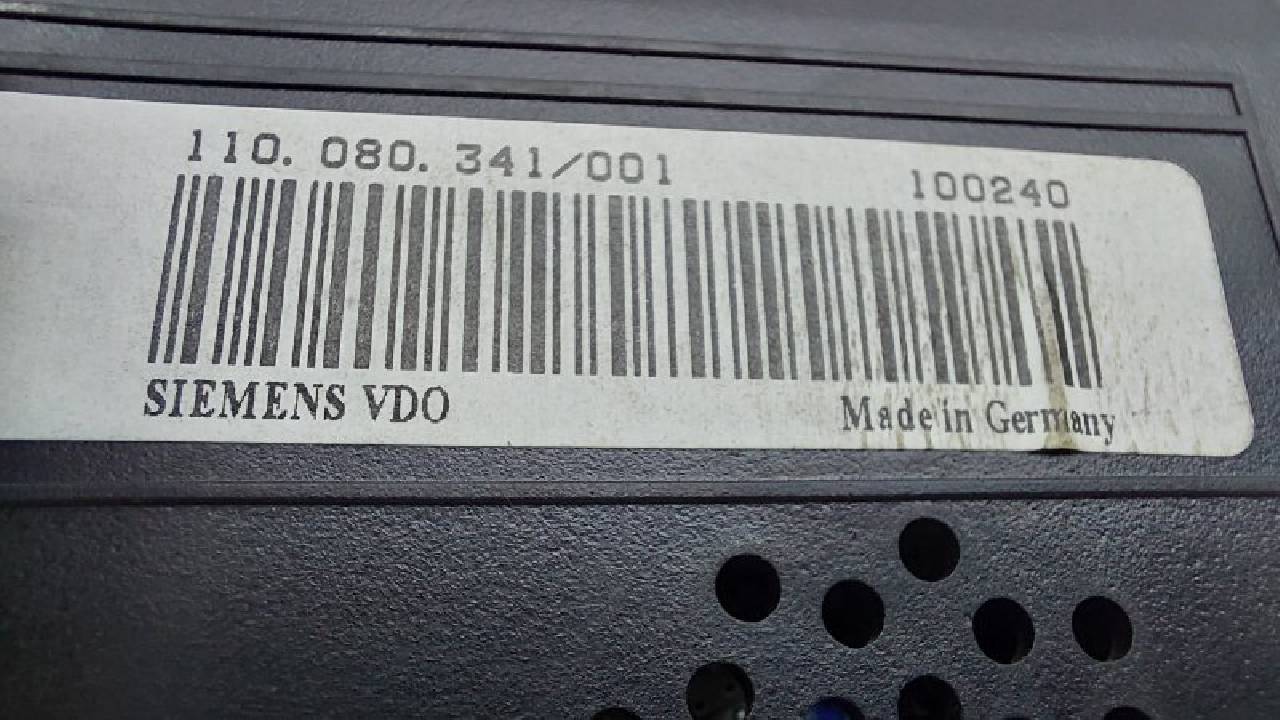 110. 080. 341/001 100240
SIEMENS VDO Made in Germany